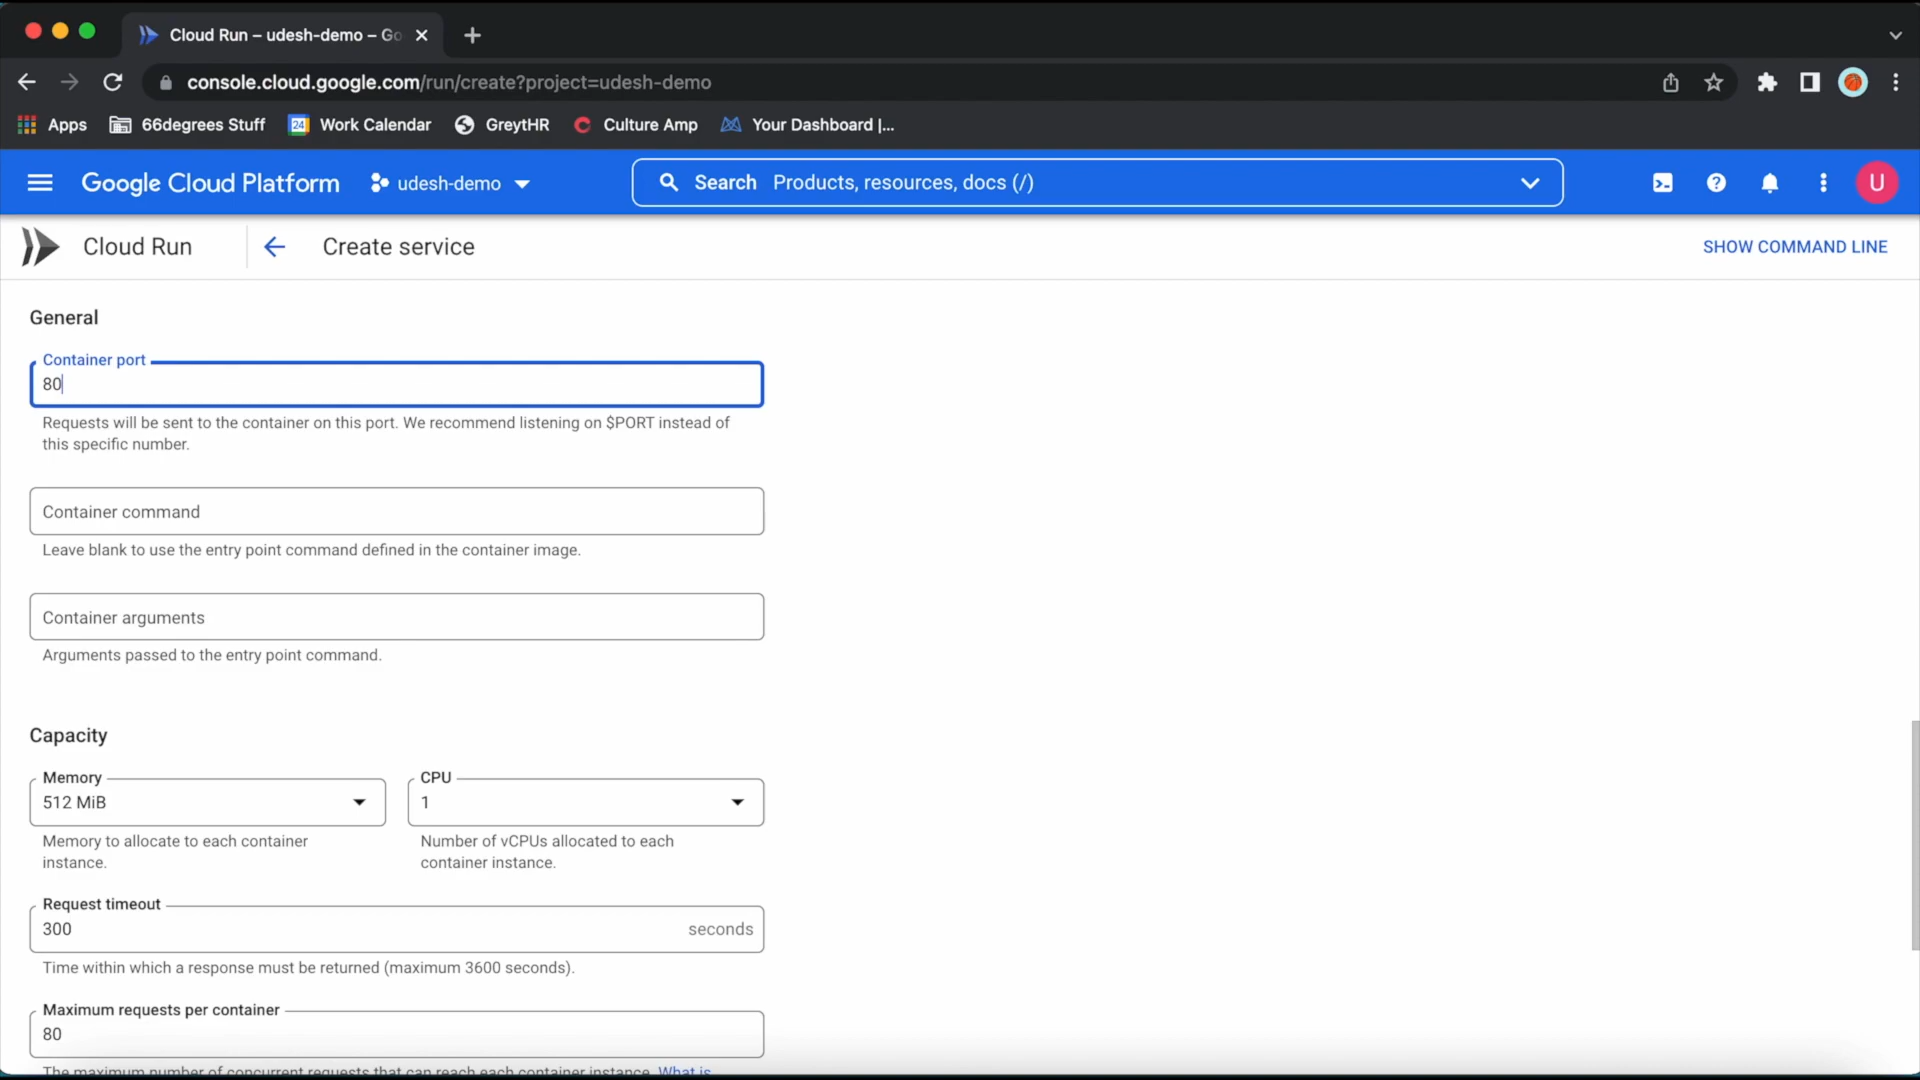 Cloud Run – udesh-demo – Go
console.cloud.google.com/run/create?project=udesh-demo
Apps 66degrees Stuff 24 Work Calendar GreytHR Culture Amp Your Dashboard |...
Google Cloud Platform udesh-demo Search Products, resources, docs (/) U
Cloud Run Create service SHOW COMMAND LINE
General
Container port
80
Requests will be sent to the container on this port. We recommend listening on $PORT instead of
this specific number.
Container command
Leave blank to use the entry point command defined in the container image.
Container arguments
Arguments passed to the entry point command.
Capacity
Memory CPU
512 MiB 1
Memory to allocate to each container Number of vCPUs allocated to each
instance. container instance.
Request timeout
300 seconds
Time within which a response must be returned (maximum 3600 seconds).
Maximum requests per container
80
The maximum number of concurrent requests that can reach each container instance. What is